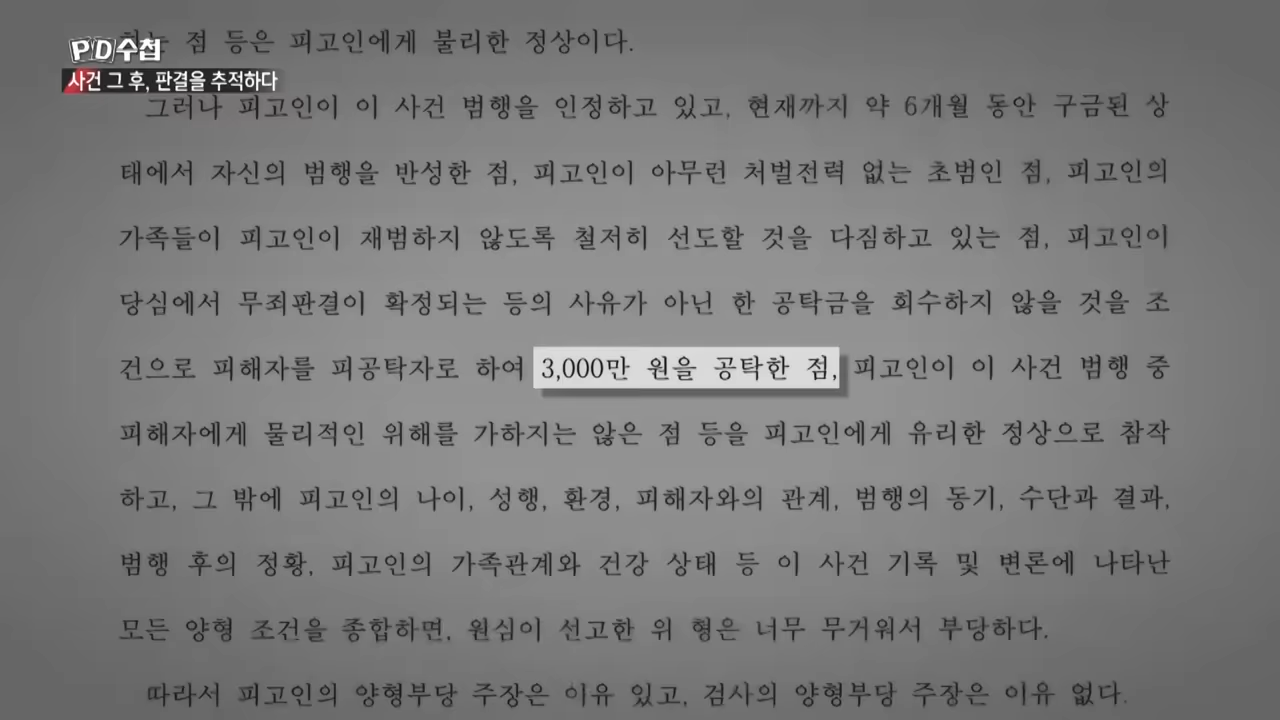 하는 점 등은 피고인에게 불리한 정상이다.
PD수첩
사건 그 후, 판결을 추적하다
그러나 피고인이 이 사건 범행을 인정하고 있고, 현재까지 약 6개월 동안 구금된 상
태에서 자신의 범행을 반성한 점, 피고인이 아무런 처벌전력 없는 초범인 점, 피고인의
가족들이 피고인이 재범하지 않도록 철저히 선도할 것을 다짐하고 있는 점, 피고인이
당심에서 무죄판결이 확정되는 등의 사유가 아닌 한 공탁금을 회수하지 않을 것을 조
건으로 피해자를 피공탁자로 하여 3,000만 원을 공탁한 점, 피고인이 이 사건 범행 중
피해자에게 물리적인 위해를 가하지는 않은 점 등을 피고인에게 유리한 정상으로 참작
하고, 그 밖에 피고인의 나이, 성행, 환경, 피해자와의 관계, 범행의 동기, 수단과 결과,
범행 후의 정황, 피고인의 가족관계와 건강 상태 등 이 사건 기록 및 변론에 나타난
모든 양형 조건을 종합하면, 원심이 선고한 위 형은 너무 무거워서 부당하다.
따라서 피고인의 양형부당 주장은 이유 있고, 검사의 양형부당 주장은 이유 없다.